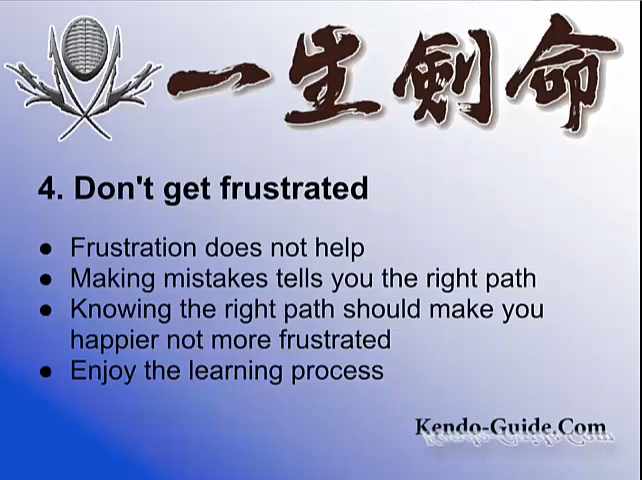 一生剣命
4. Don't get frustrated
● Frustration does not help
● Making mistakes tells you the right path
● Knowing the right path should make you
happier not more frustrated
● Enjoy the learning process
Kendo-Guide.Com